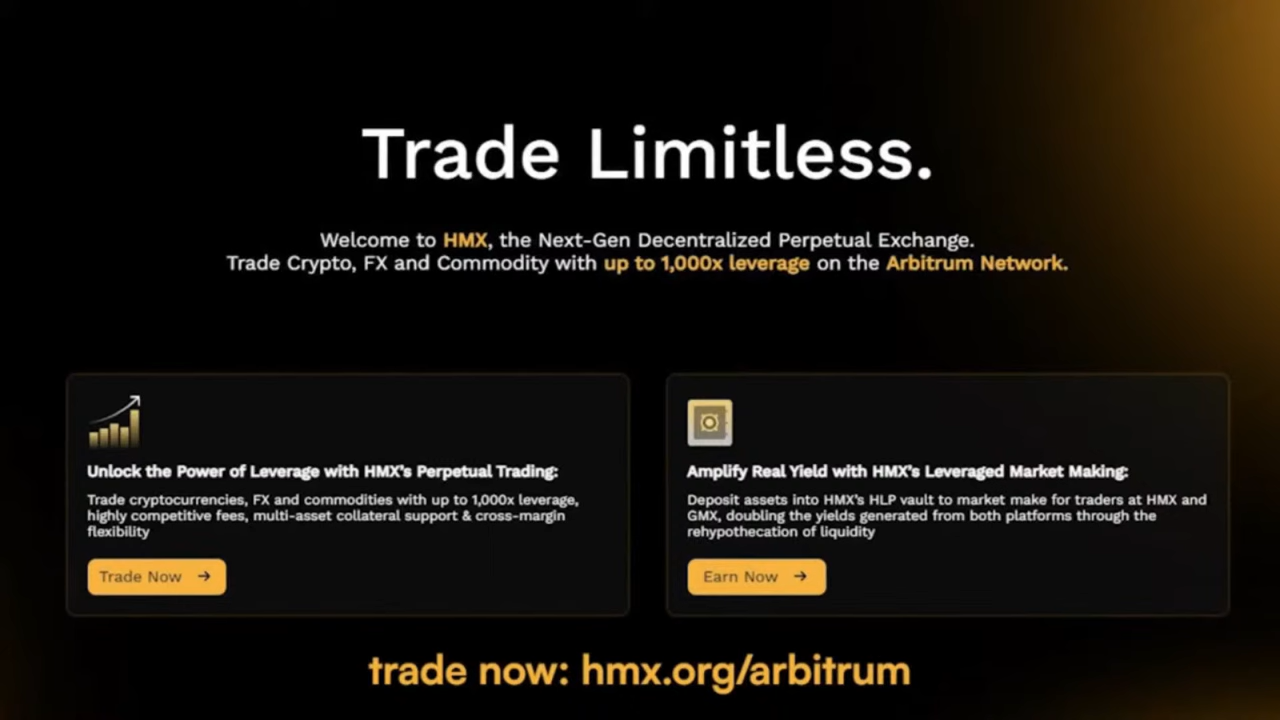 Trade Limitless.
Welcome to HMX, the Next-Gen Decentralized Perpetual Exchange.
Trade Crypto, FX and Commodity with up to 1,000x leverage on the Arbitrum Network.
Unlock the Power of Leverage with HMX's Perpetual Trading:
Trade cryptocurrencies, FX and commodities with up to 1,000x leverage,
highly competitive fees, multi-asset collateral support & cross-margin
flexibility
Trade Now →
Amplify Real Yield with HMX's Leveraged Market Making:
Deposit assets into HMX's HLP vault to market make for traders at HMX and
GMX, doubling the yields generated from both platforms through the
rehypothecation of liquidity
Earn Now →
trade now: hmx.org/arbitrum